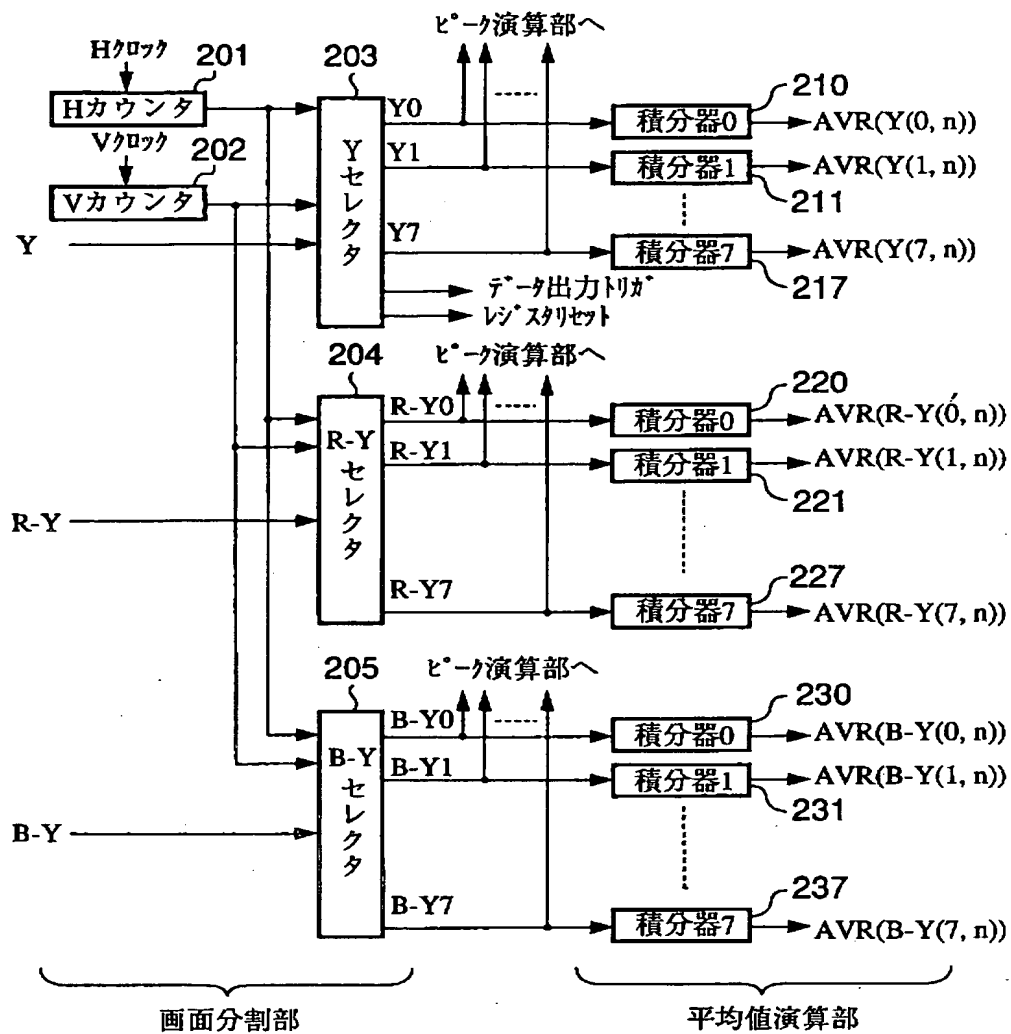 ピーク演算部へ
Hクロック
201
Hカウンタ
Vクロック
202
Vカウンタ
Y
203
Yセレクタ
Y0
Y1
Y7
データ出力トリガ
レジスタリセット
210
積分器0
AVR(Y(0, n))
積分器1
AVR(Y(1, n))
211
積分器7
AVR(Y(7, n))
217
ピーク演算部へ
204
R-Y
セレクタ
R-Y
R-Y0
R-Y1
R-Y7
220
積分器0
AVR(R-Y(0, n))
積分器1
AVR(R-Y(1, n))
221
227
積分器7
AVR(R-Y(7, n))
ピーク演算部へ
205
B-Y
セレクタ
B-Y
B-Y0
B-Y1
B-Y7
230
積分器0
AVR(B-Y(0, n))
積分器1
AVR(B-Y(1, n))
231
237
積分器7
AVR(B-Y(7, n))
画面分割部
平均値演算部